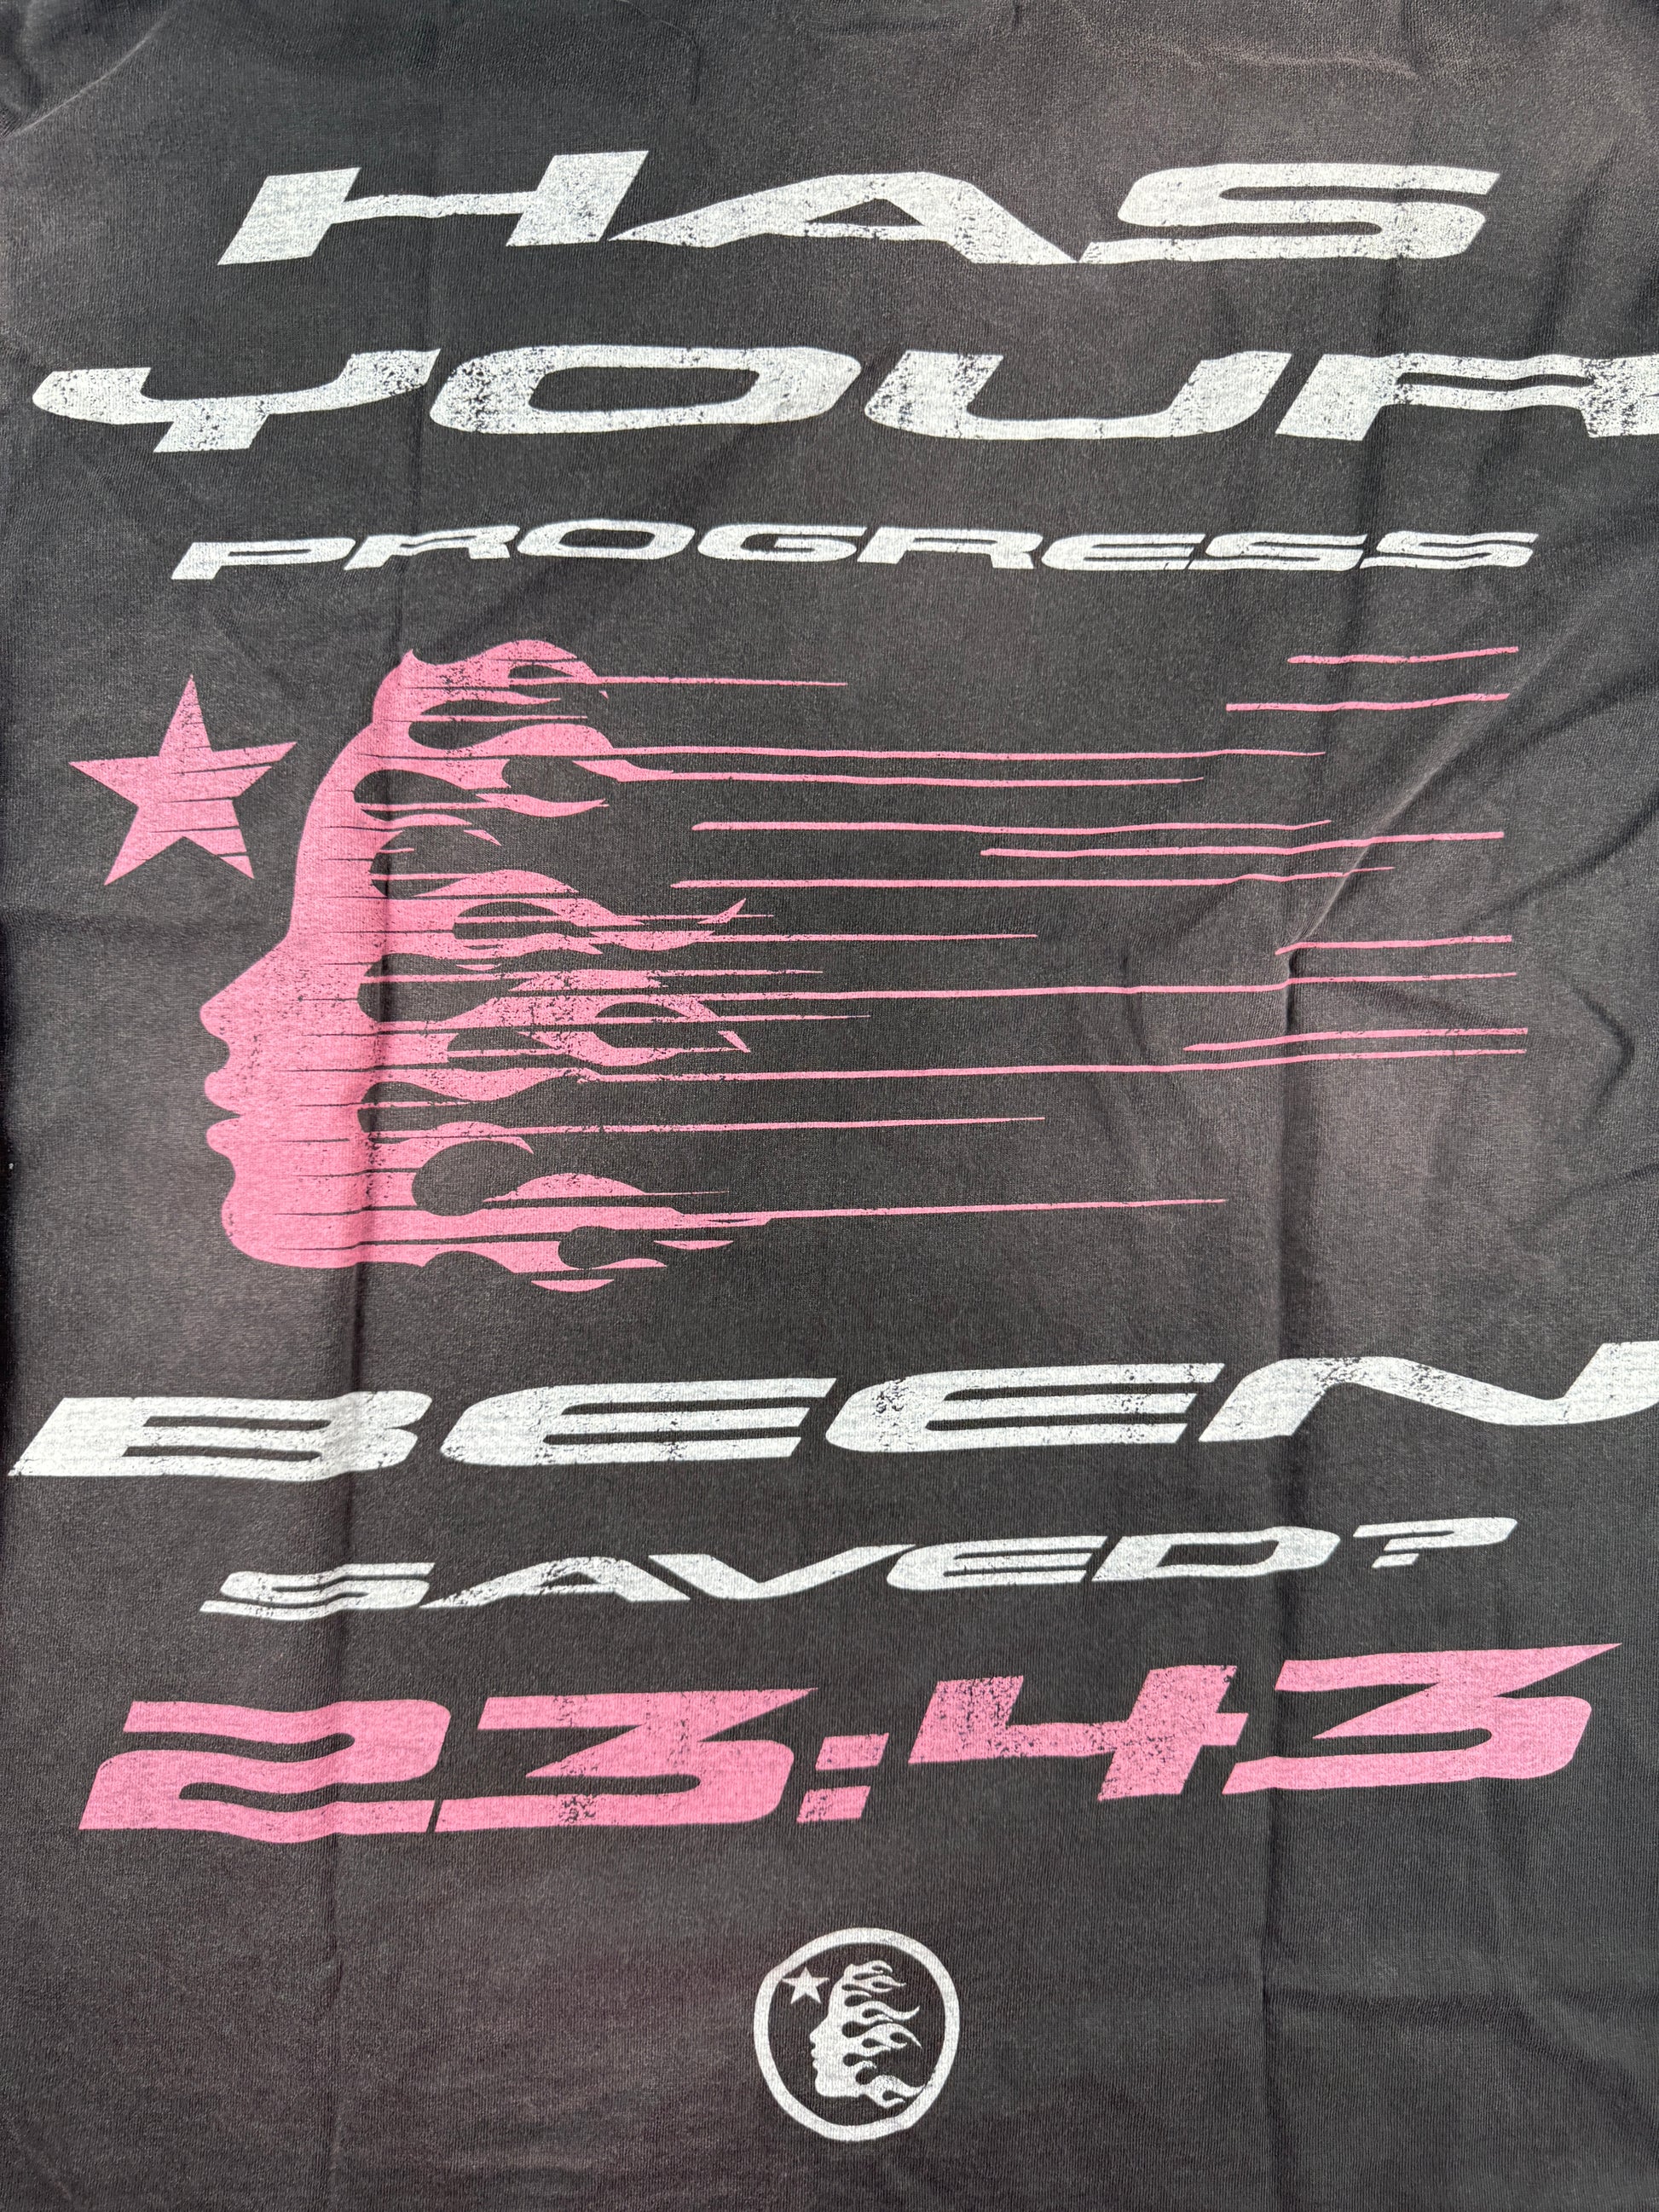 HAS
YOUR
PROGRESS
BEEN
SAVED?
23:43